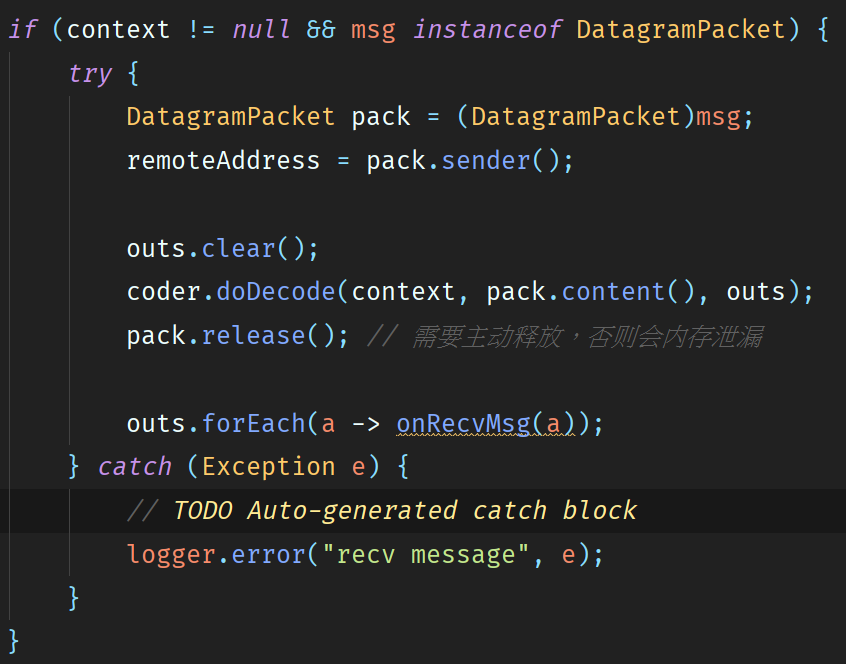 if (context != null && msg instanceof DatagramPacket) {
try {
DatagramPacket pack = (DatagramPacket)msg;
remoteAddress = pack.sender();
outs.clear();
coder.doDecode(context, pack.content(), outs);
pack.release(); // 需要主动释放，否则会内存泄漏
outs.forEach(a -> onRecvMsg(a));
} catch (Exception e) {
// TODO Auto-generated catch block
logger.error("recv message", e);
}
}